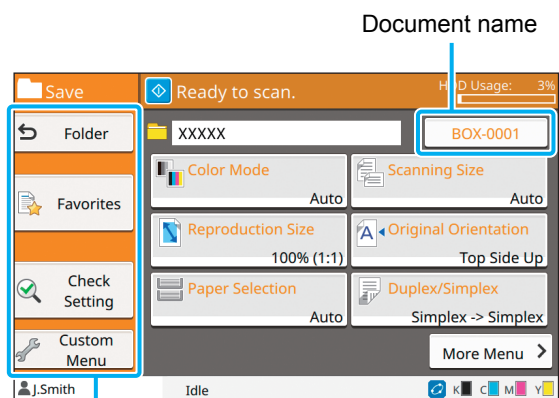 Document name
Save
Ready to scan.
HDD Usage: 3%
Folder
XXXXX
BOX-0001
Color Mode
Auto
Scanning Size
Auto
Favorites
Reproduction Size
100% (1:1)
Original Orientation
Top Side Up
Check
Setting
Paper Selection
Auto
Duplex/Simplex
Simplex -> Simplex
Custom
Menu
More Menu
J.Smith
Idle
K C M Y